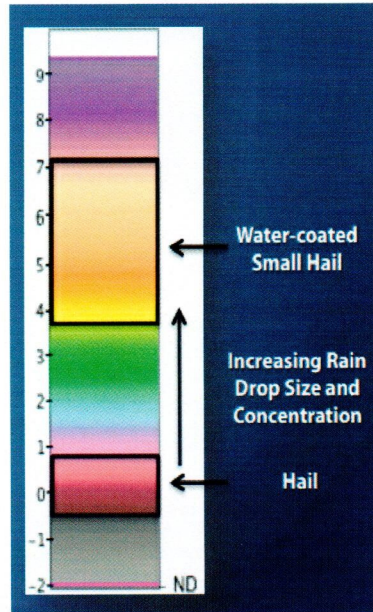 9
8
7
6
5
4
3
2
1
0
-1
-2
ND
Water-coated
Small Hail
Increasing Rain
Drop Size and
Concentration
Hail